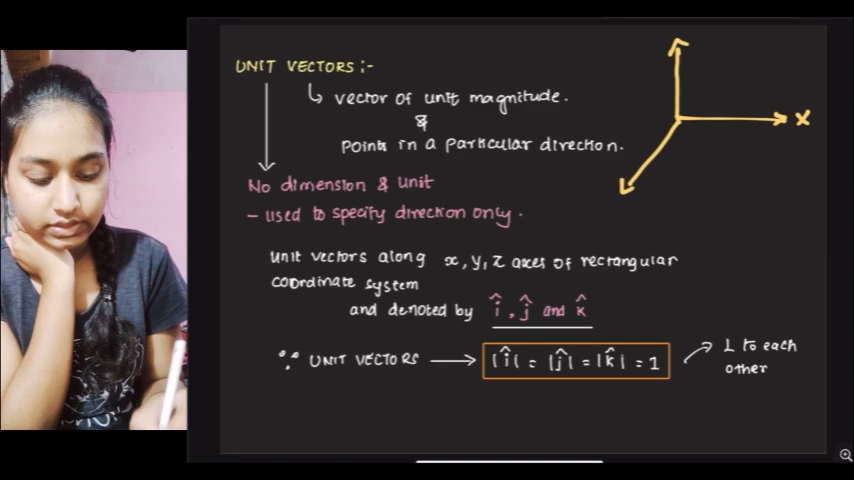 UNIT VECTORS :-
↳ vector of unit magnitude.
&
points in a particular direction.
x
No dimension & unit
- used to specify direction only.
unit vectors along x, y, z axes of rectangular
coordinate system
and denoted by î, ĵ and k̂
∵ UNIT VECTORS → |î| = |ĵ| = |k̂| = 1
⊥ to each
other